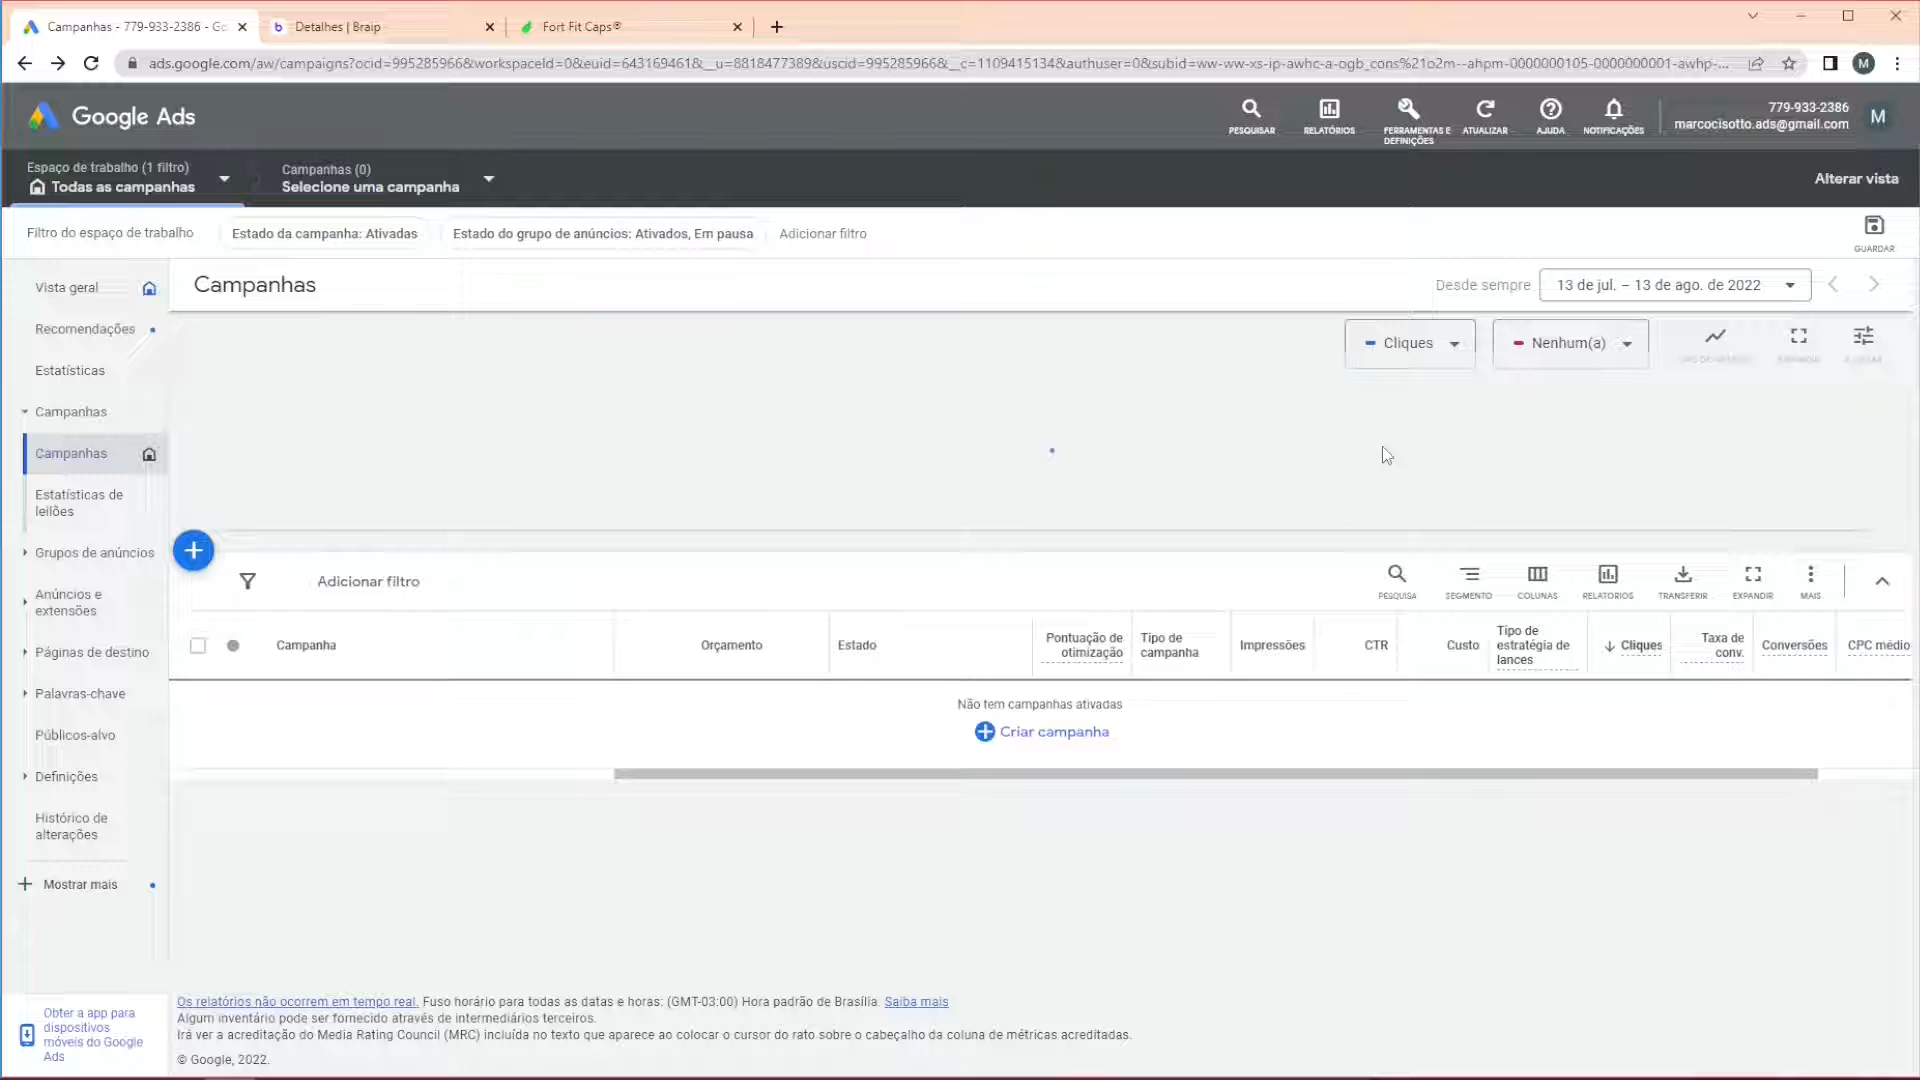 Campanhas - 779-933-2386 - Go
Detalhes | Braip
Fort Fit Caps®
ads.google.com/aw/campaigns?ocid=995285966&workspaceId=0&euid=643169461&__u=8818477389&uscid=995285966&__c=1109415134&authuser=0&subid=ww-ww-xs-ip-awhc-a-ogb_cons%21o2m--ahpm-0000000105-0000000001-awhp-...
M
Google Ads
PESQUISAR
RELATÓRIOS
FERRAMENTAS E DEFINIÇÕES
ATUALIZAR
AJUDA
NOTIFICAÇÕES
779-933-2386
marcocisotto.ads@gmail.com
M
Espaço de trabalho (1 filtro)
Todas as campanhas
Campanhas (0)
Selecione uma campanha
Alterar vista
Filtro do espaço de trabalho
Estado da campanha: Ativadas
Estado do grupo de anúncios: Ativados, Em pausa
Adicionar filtro
GUARDAR
Vista geral
Recomendações
Estatísticas
Campanhas
Campanhas
Estatísticas de
leilões
Grupos de anúncios
Anúncios e
extensões
Páginas de destino
Palavras-chave
Públicos-alvo
Definições
Histórico de
alterações
Mostrar mais
Obter a app para
dispositivos
móveis do Google
Ads
Campanhas
Desde sempre
13 de jul. – 13 de ago. de 2022
Cliques
Nenhum(a)
Adicionar filtro
PESQUISA
SEGMENTO
COLUNAS
RELATÓRIOS
TRANSFERIR
EXPANDIR
MAIS
Campanha
Orçamento
Estado
Pontuação de
otimização
Tipo de
campanha
Impressões
CTR
Custo
Tipo de
estratégia de
lances
Cliques
Taxa de
conv.
Conversões
CPC médio
Não tem campanhas ativadas
Criar campanha
Os relatórios não ocorrem em tempo real. Fuso horário para todas as datas e horas: (GMT-03:00) Hora padrão de Brasília. Saiba mais
Algum inventário pode ser fornecido através de intermediários terceiros.
Irá ver a acreditação do Media Rating Council (MRC) incluída no texto que aparece ao colocar o cursor do rato sobre o cabeçalho da coluna de métricas acreditadas.
© Google, 2022.